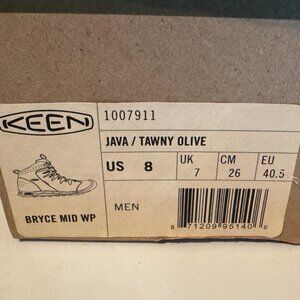 KEEN
1007911
JAVA / TAWNY OLIVE
US 8
UK 7
CM 26
EU 40.5
BRYCE MID WP
MEN
8 71209 95140 6